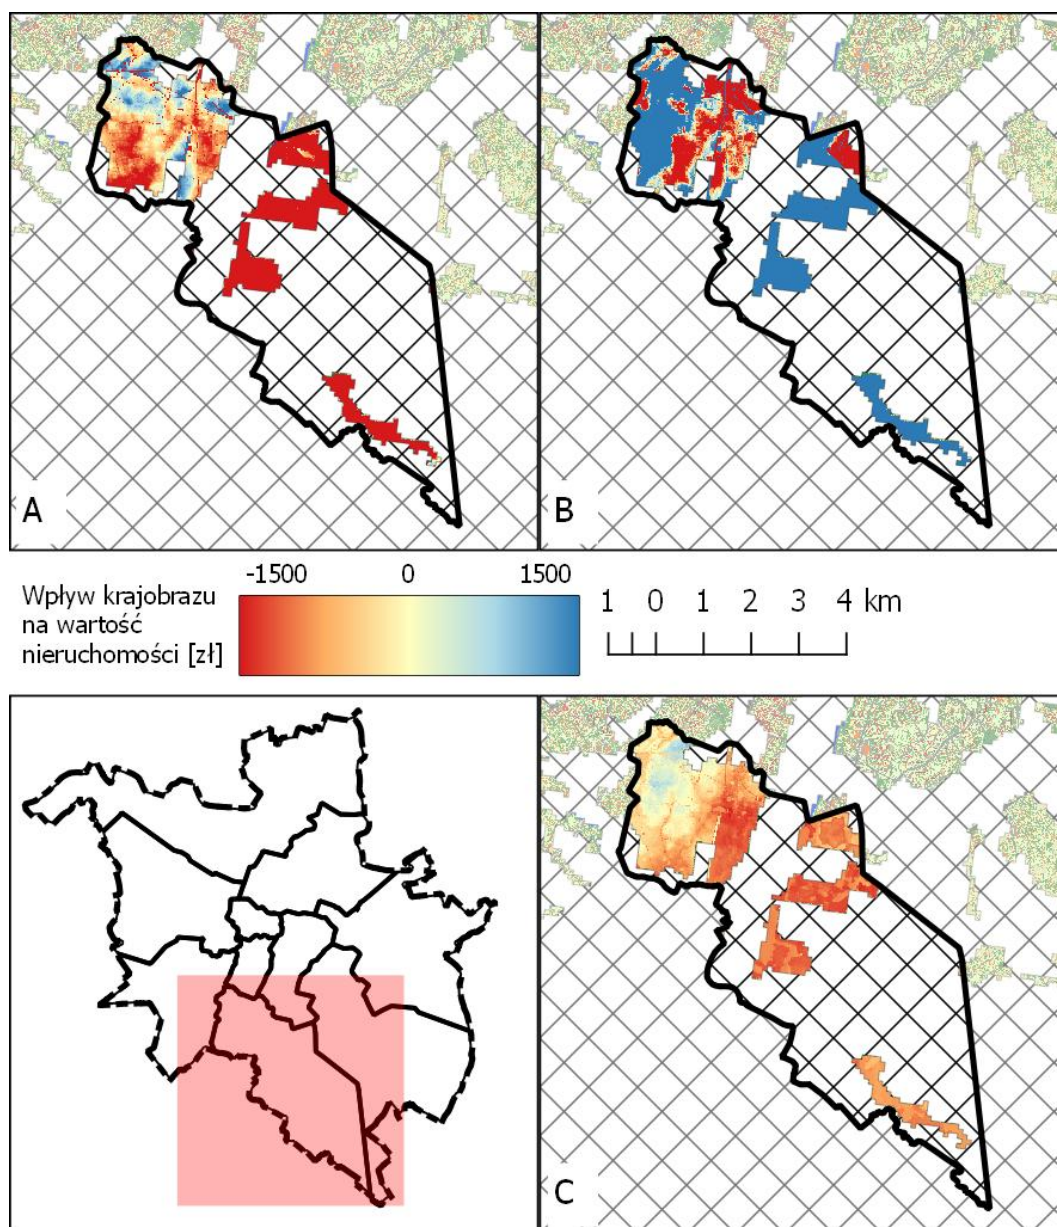 A
B
-1500 0 1500
Wpływ krajobrazu
na wartość
nieruchomości [zł]
1 0 1 2 3 4 km
C